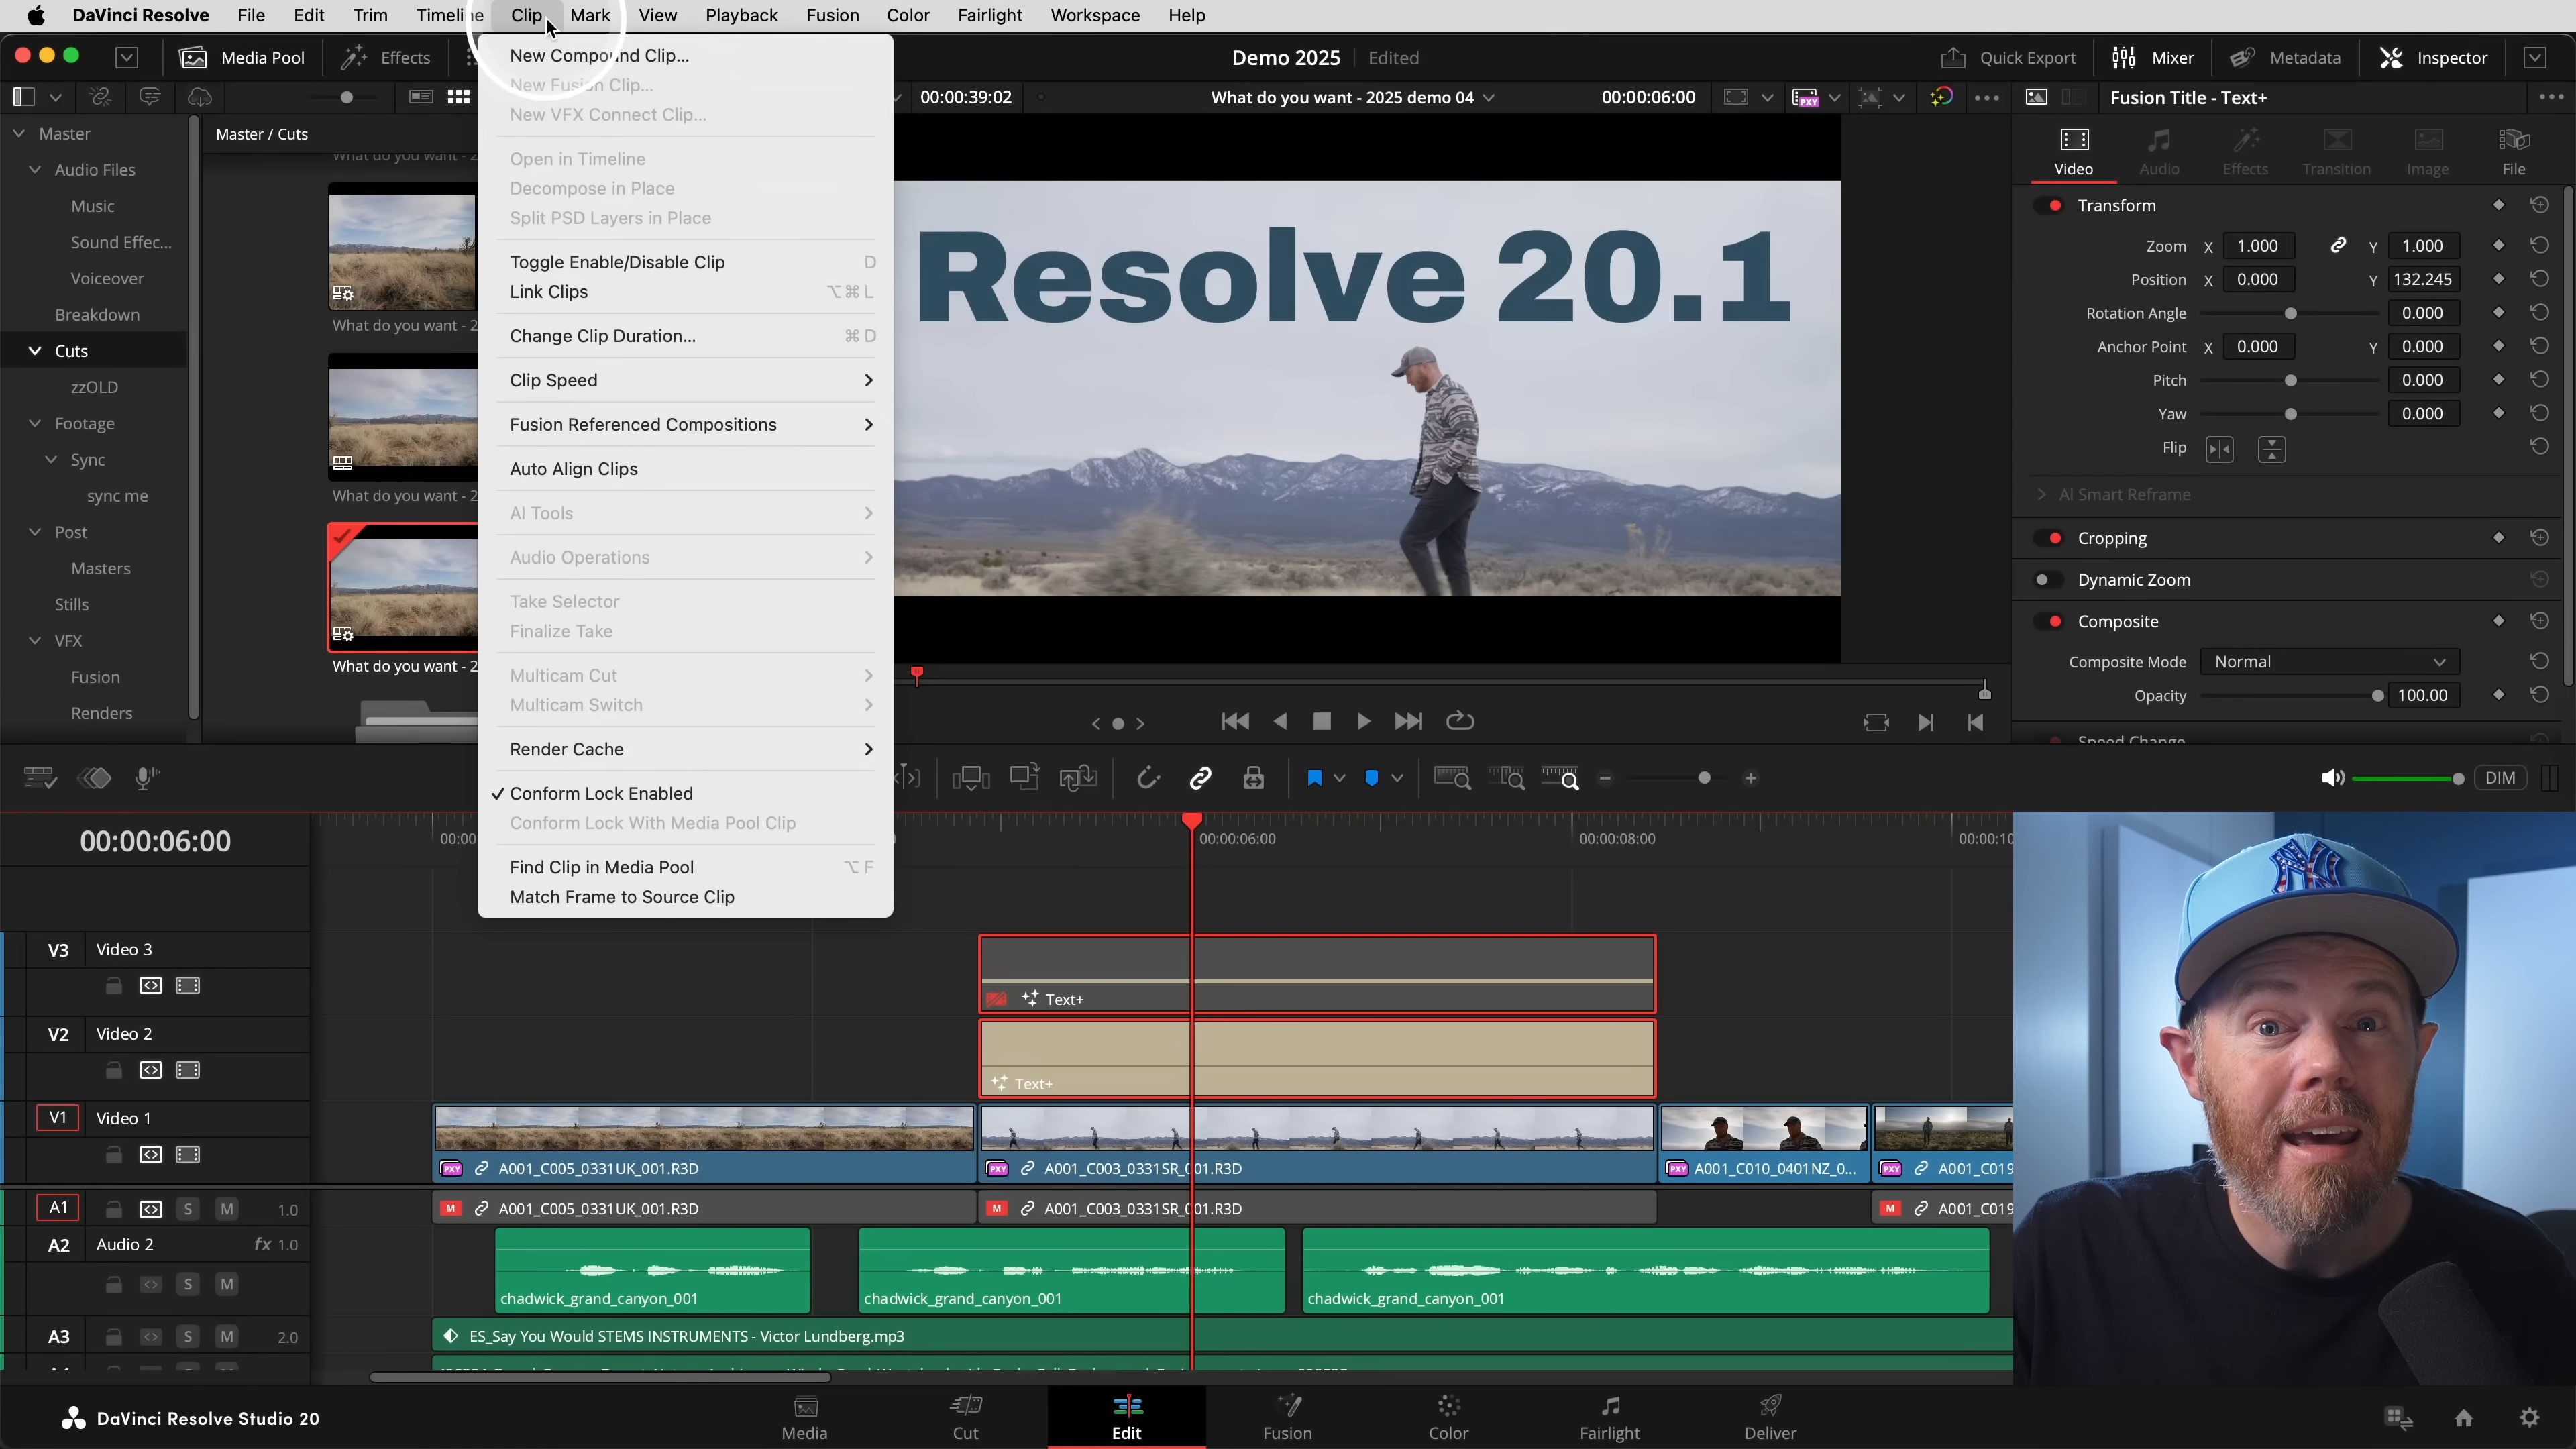 DaVinci Resolve File Edit Trim Timeline Clip Mark View Playback Fusion Color Fairlight Workspace Help
Media Pool Effects Demo 2025 Edited Quick Export Mixer Metadata Inspector
00:00:39:02 What do you want - 2025 demo 04 00:00:06:00 PXY Fusion Title - Text+
Master
Audio Files
Music
Sound Effec...
Voiceover
Breakdown
Cuts
zzOLD
Footage
Sync
sync me
Post
Masters
Stills
VFX
Fusion
Renders
Master / Cuts
What do you want - 2
What do you want - 2
What do you want - 2
What do you want - 2
New Compound Clip...
New Fusion Clip...
New VFX Connect Clip...
Open in Timeline
Decompose in Place
Split PSD Layers in Place
Toggle Enable/Disable Clip D
Link Clips ⌥⌘L
Change Clip Duration... ⌘D
Clip Speed
Fusion Referenced Compositions
Auto Align Clips
AI Tools
Audio Operations
Take Selector
Finalize Take
Multicam Cut
Multicam Switch
Render Cache
✓ Conform Lock Enabled
Conform Lock With Media Pool Clip
Find Clip in Media Pool ⌥F
Match Frame to Source Clip
Resolve 20.1
Video Audio Effects Transition Image File
Transform
Zoom X 1.000 Y 1.000
Position X 0.000 Y 132.245
Rotation Angle 0.000
Anchor Point X 0.000 Y 0.000
Pitch 0.000
Yaw 0.000
Flip
AI Smart Reframe
Cropping
Dynamic Zoom
Composite
Composite Mode Normal
Opacity 100.00
Speed Change
DIM
00:00:06:00
00:00 00:00:06:00 00:00:08:00 00:00:10
V3 Video 3
Text+
V2 Video 2
Text+
V1 Video 1
PXY A001_C005_0331UK_001.R3D PXY A001_C003_0331SR_001.R3D PXY A001_C010_0401NZ_0... PXY A001_C019
A1 S M 1.0 M A001_C005_0331UK_001.R3D M A001_C003_0331SR_001.R3D M A001_C019
A2 Audio 2 fx 1.0
S M
chadwick_grand_canyon_001 chadwick_grand_canyon_001 chadwick_grand_canyon_001
A3 S M 2.0 ES_Say You Would STEMS INSTRUMENTS - Victor Lundberg.mp3
DaVinci Resolve Studio 20 Media Cut Edit Fusion Color Fairlight Deliver